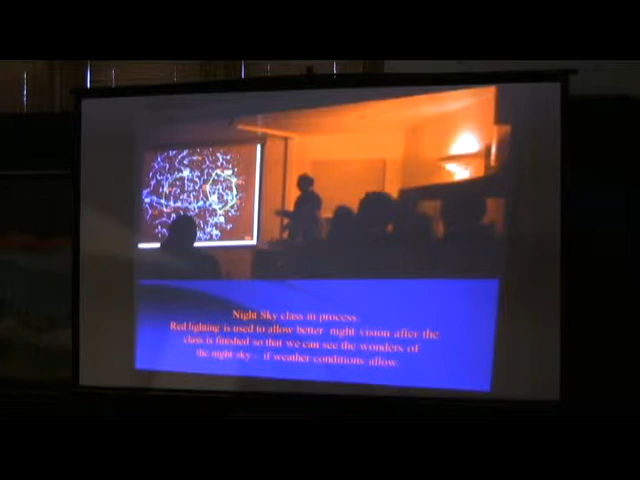 Night Sky class in process.
Red lighting is used to allow better night vision after the
class is finished so that we can see the wonders of
the night sky - if weather conditions allow.